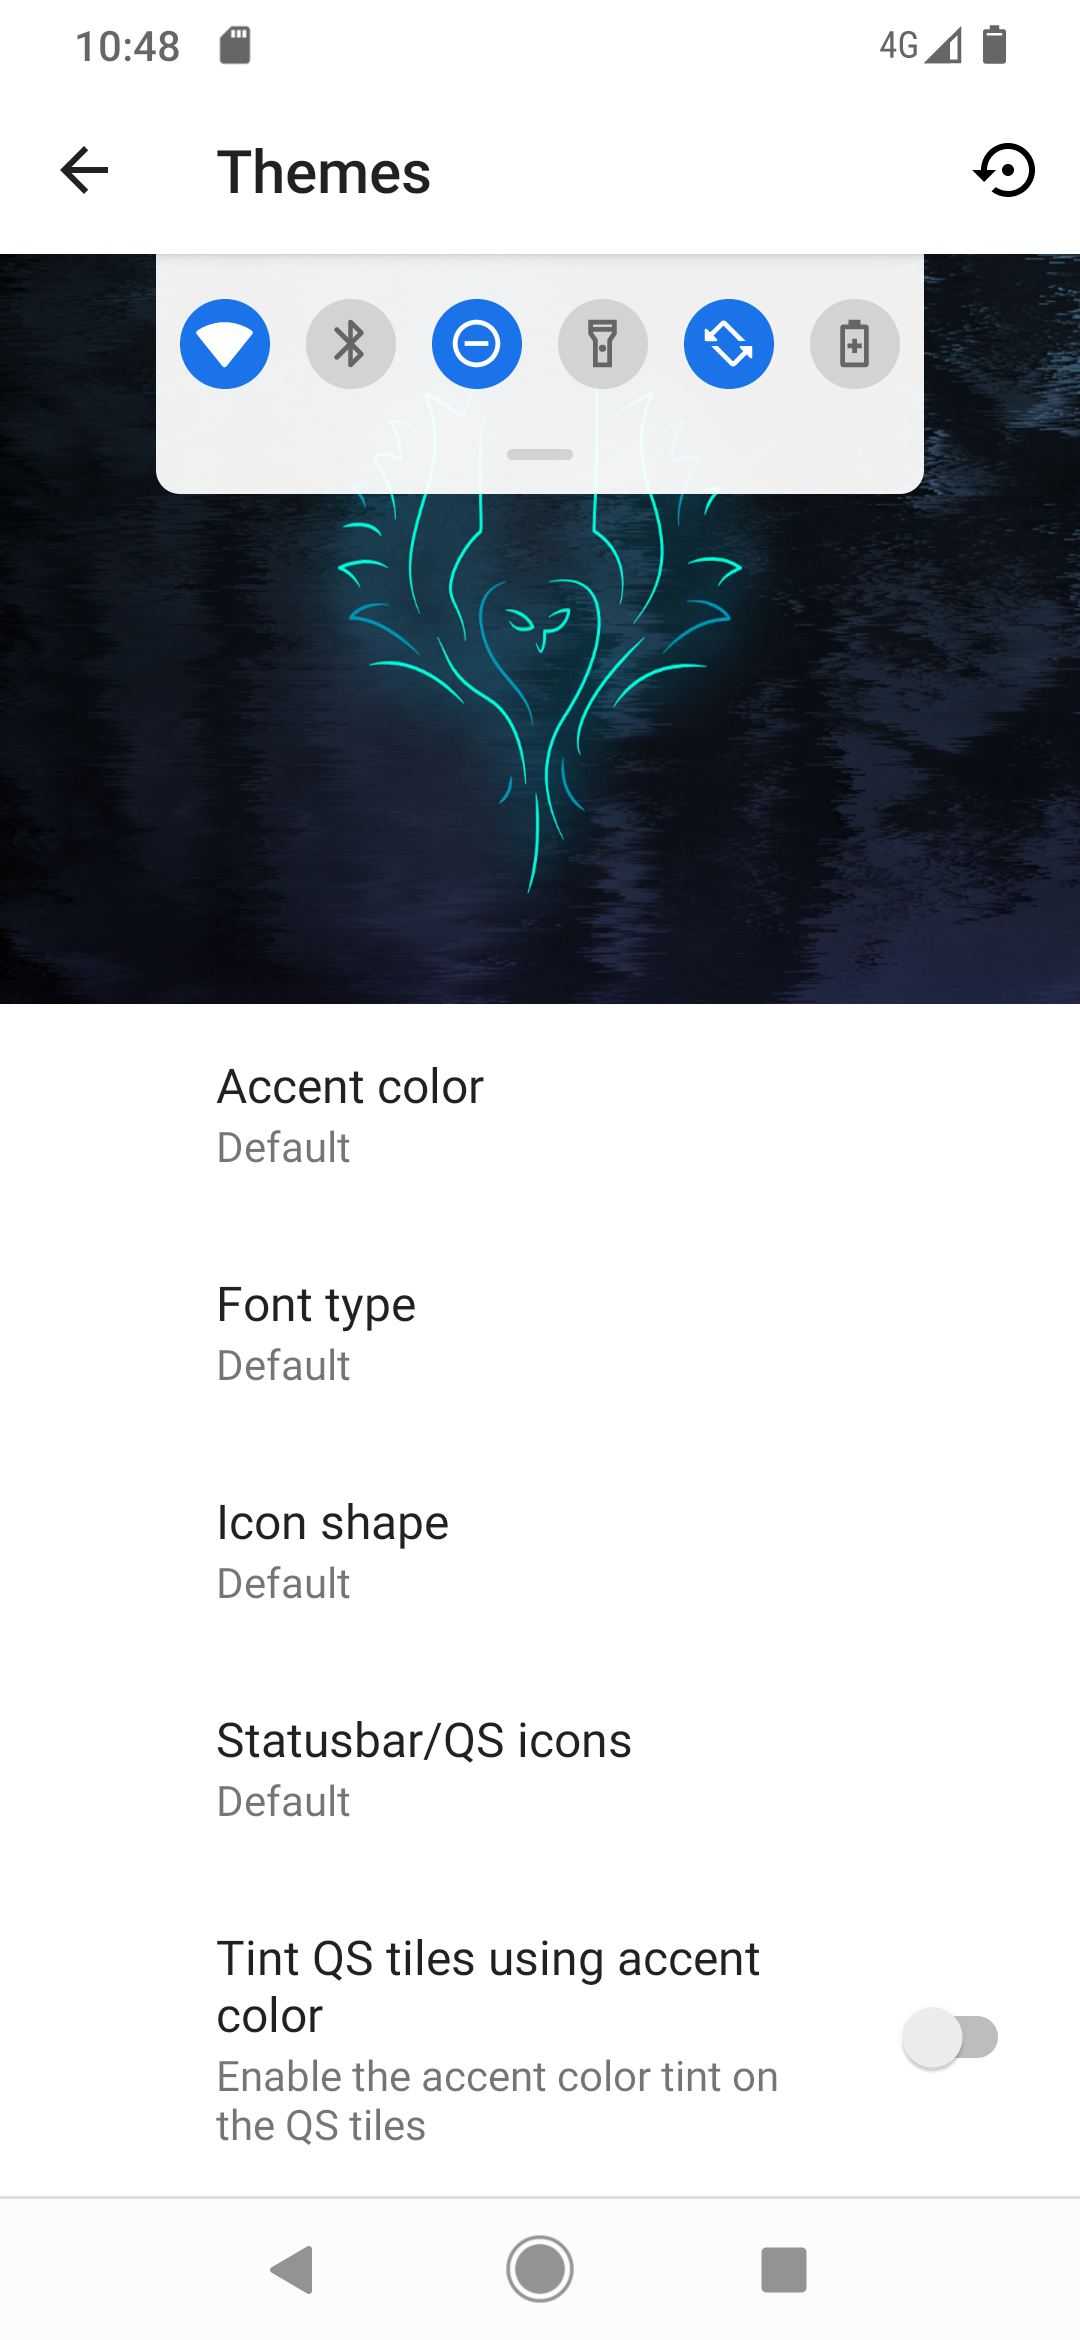 10:48
4G
Themes
Accent color
Default
Font type
Default
Icon shape
Default
Statusbar/QS icons
Default
Tint QS tiles using accent
color
Enable the accent color tint on
the QS tiles